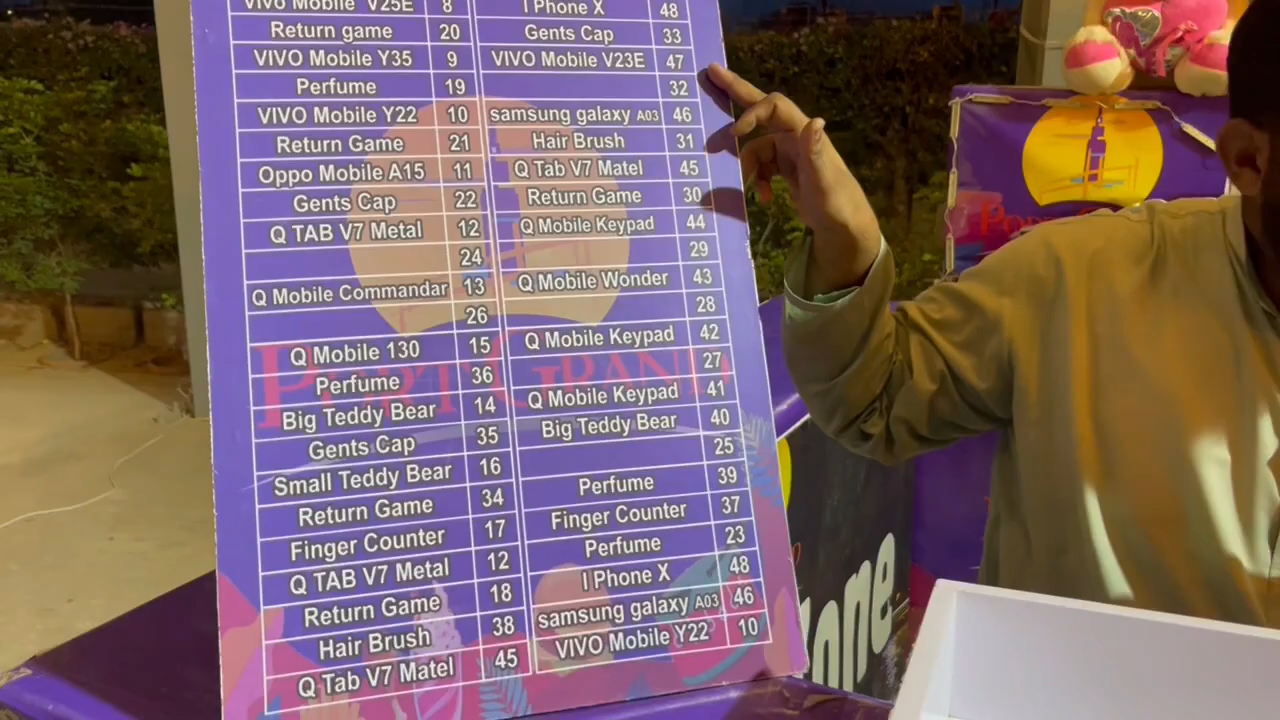 Vivo Mobile V25E 8
Return game 20
VIVO Mobile Y35 9
Perfume 19
VIVO Mobile Y22 10
Return Game 21
Oppo Mobile A15 11
Gents Cap 22
Q TAB V7 Metal 12
24
Q Mobile Commandar 13
26
Q Mobile 130 15
Perfume 36
Big Teddy Bear 14
Gents Cap 35
Small Teddy Bear 16
Return Game 34
Finger Counter 17
Q TAB V7 Metal 12
Return Game 18
Hair Brush 38
Q Tab V7 Matel 45
I Phone X 48
Gents Cap 33
VIVO Mobile V23E 47
32
samsung galaxy A03 46
Hair Brush 31
Q Tab V7 Matel 45
Return Game 30
Q Mobile Keypad 44
29
Q Mobile Wonder 43
28
Q Mobile Keypad 42
27
Q Mobile Keypad 41
Big Teddy Bear 40
25
Perfume 39
Finger Counter 37
Perfume 23
I Phone X 48
samsung galaxy A03 46
VIVO Mobile Y22 10
PORT GRAND